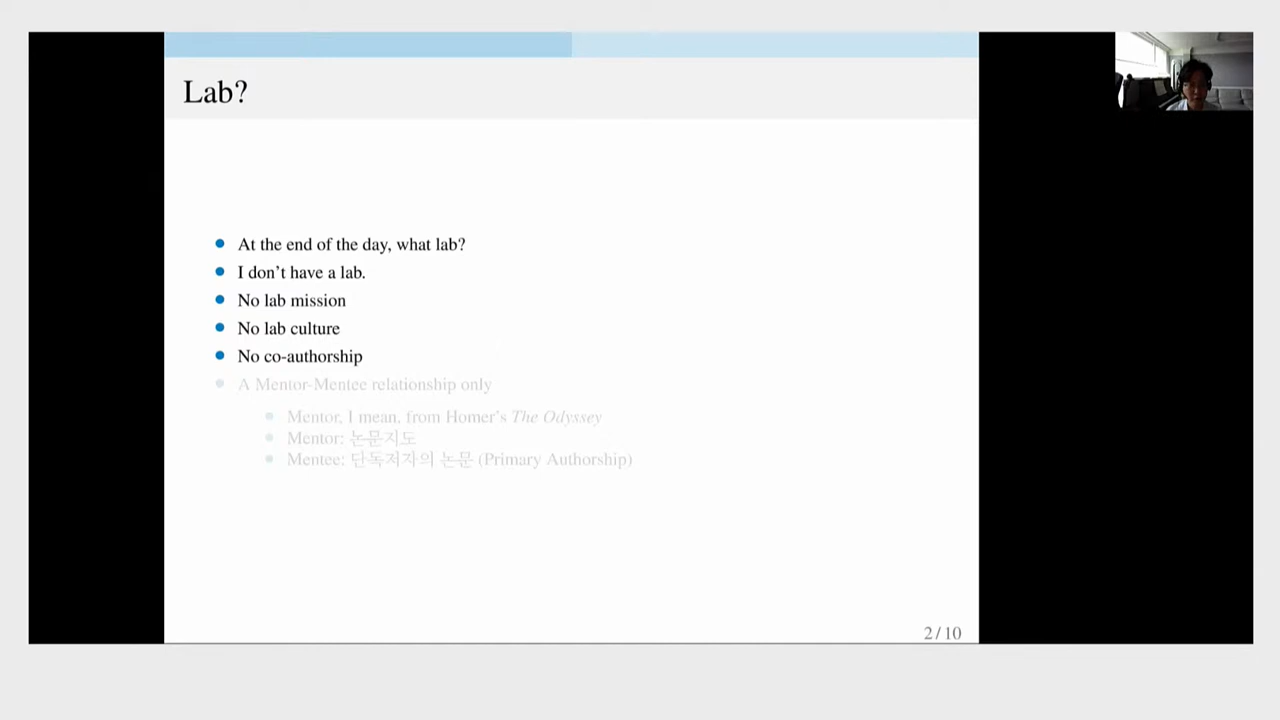 Lab?
At the end of the day, what lab?
I don't have a lab.
No lab mission
No lab culture
No co-authorship
A Mentor-Mentee relationship only
Mentor, I mean, from Homer's The Odyssey
Mentor: 논문지도
Mentee: 단독저자의 논문 (Primary Authorship)
2 / 10